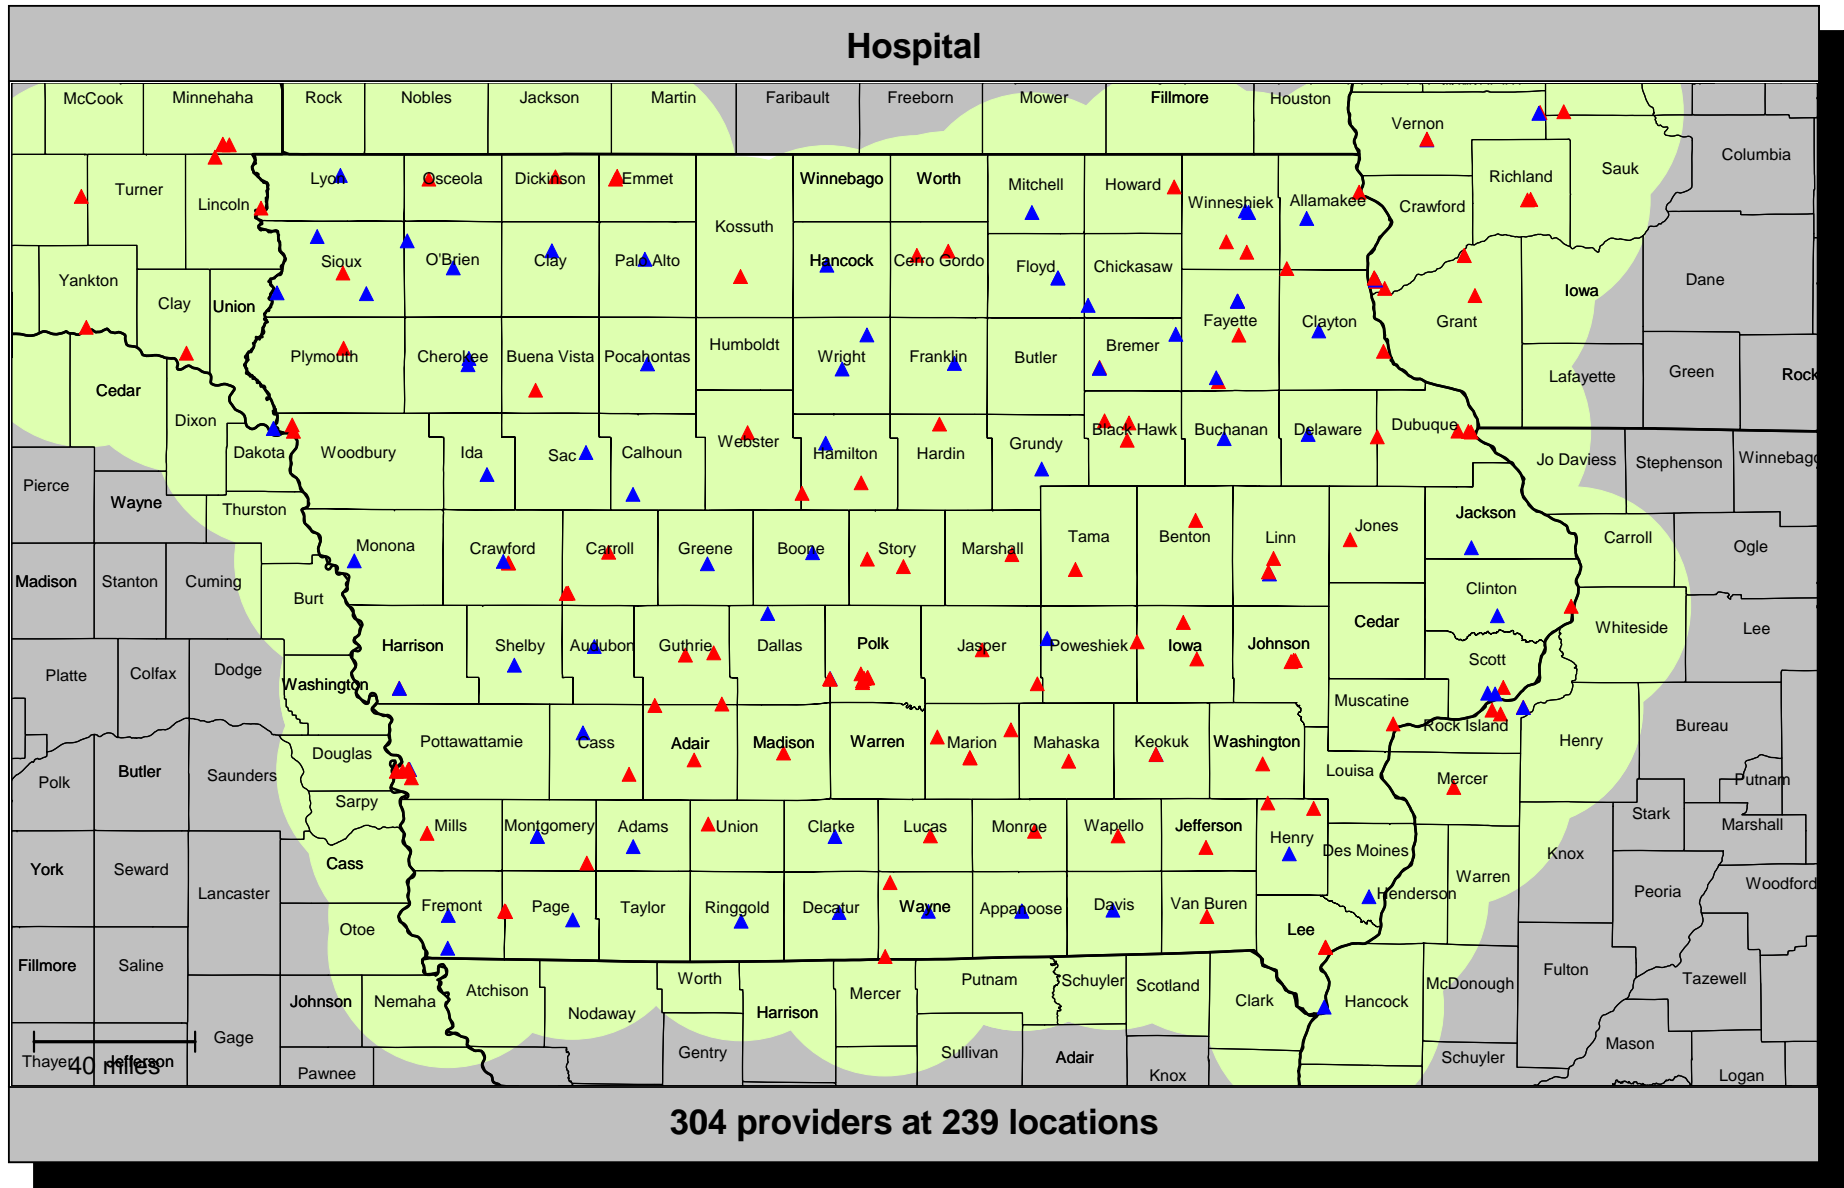 Hospital
McCook Minnehaha Rock Nobles Jackson Martin Faribault Freeborn Mower Fillmore Houston
Vernon
Columbia
Sauk
Richland
Turner Lincoln
Lyon Osceola Dickinson Emmet Winnebago Worth Mitchell Howard Winneshiek Allamakee Crawford
Kossuth
Yankton Clay Union
Sioux O'Brien Clay Palo Alto Hancock Cerro Gordo Floyd Chickasaw
Iowa Dane
Fayette Clayton Grant
Plymouth Cherokee Buena Vista Pocahontas Humboldt Wright Franklin Butler Bremer
Lafayette Green Rock
Cedar Dixon
Dakota Woodbury Ida Sac Calhoun Webster Hamilton Hardin Grundy Black Hawk Buchanan Delaware Dubuque
Jo Daviess Stephenson Winnebago
Pierce Wayne Thurston
Monona Crawford Carroll Greene Boone Story Marshall Tama Benton Linn Jones Jackson
Carroll Ogle
Madison Stanton Cuming Burt
Clinton
Harrison Shelby Audubon Guthrie Dallas Polk Jasper Poweshiek Iowa Johnson Cedar
Whiteside Lee
Scott
Platte Colfax Dodge Washington
Muscatine
Rock Island
Pottawattamie Cass Adair Madison Warren Marion Mahaska Keokuk Washington
Henry Bureau
Douglas
Polk Butler Saunders
Louisa Mercer
Putnam
Sarpy
Mills Montgomery Adams Union Clarke Lucas Monroe Wapello Jefferson Henry
Stark Marshall
Des Moines
York Seward Cass
Knox
Lancaster
Warren Henderson
Peoria Woodford
Fremont Page Taylor Ringgold Decatur Wayne Appanoose Davis Van Buren
Otoe
Lee
Fillmore Saline
Fulton Tazewell
Johnson Nemaha Atchison Nodaway Worth Harrison Mercer Putnam Schuyler Scotland Clark Hancock McDonough
Gage
Gentry Sullivan Adair Schuyler Mason
Thayer Jefferson
40 miles
Pawnee
Knox Logan
304 providers at 239 locations